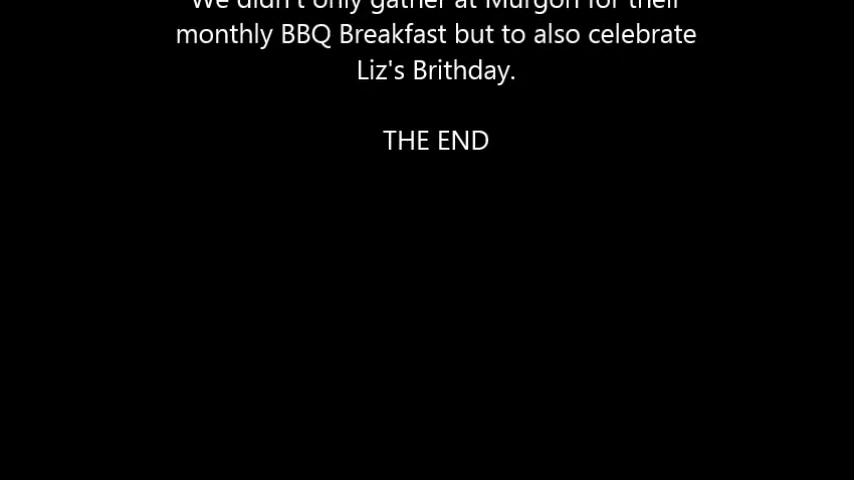 We didn't only gather at Murgon for their
monthly BBQ Breakfast but to also celebrate
Liz's Brithday.
THE END